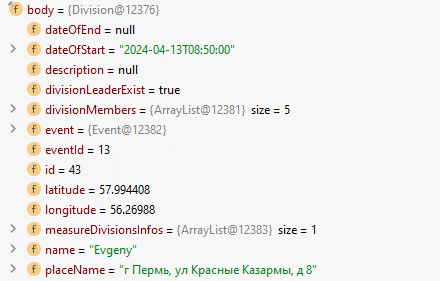 body = {Division@12376}
dateOfEnd = null
dateOfStart = "2024-04-13T08:50:00"
description = null
divisionLeaderExist = true
divisionMembers = {ArrayList@12381} size = 5
event = {Event@12382}
eventId = 13
id = 43
latitude = 57.994408
longitude = 56.26988
measureDivisionsInfos = {ArrayList@12383} size = 1
name = "Evgeny"
placeName = "г Пермь, ул Красные Казармы, д 8"